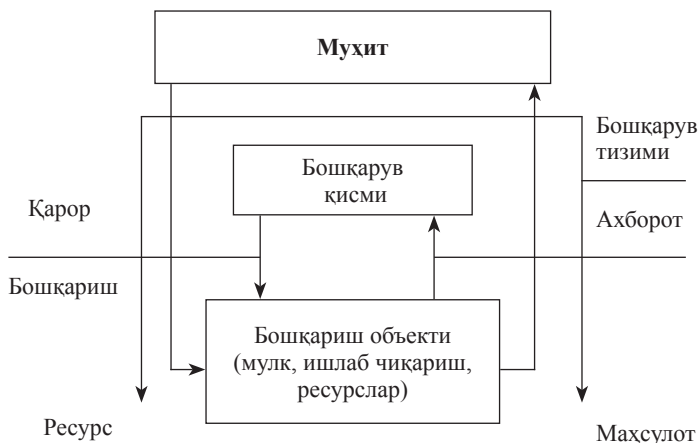 Муҳит
Бошқарув
тизими
Бошқарув
қисми
Қарор
Ахборот
Бошқариш
Бошқариш объекти
(мулк, ишлаб чиқариш,
ресурслар)
Ресурс
Маҳсулот